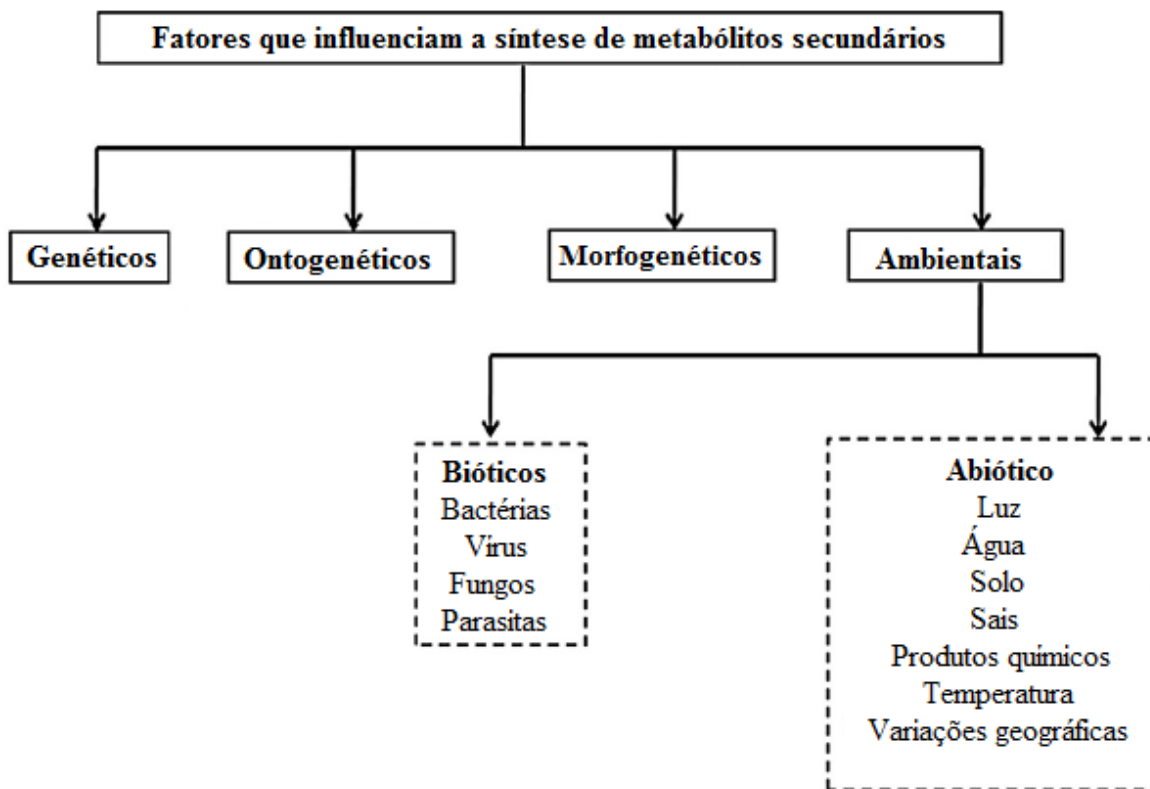 Fatores que influenciam a síntese de metabólitos secundários
Genéticos
Ontogenéticos
Morfogenéticos
Ambientais
Bióticos
Bactérias
Vírus
Fungos
Parasitas
Abiótico
Luz
Água
Solo
Sais
Produtos químicos
Temperatura
Variações geográficas